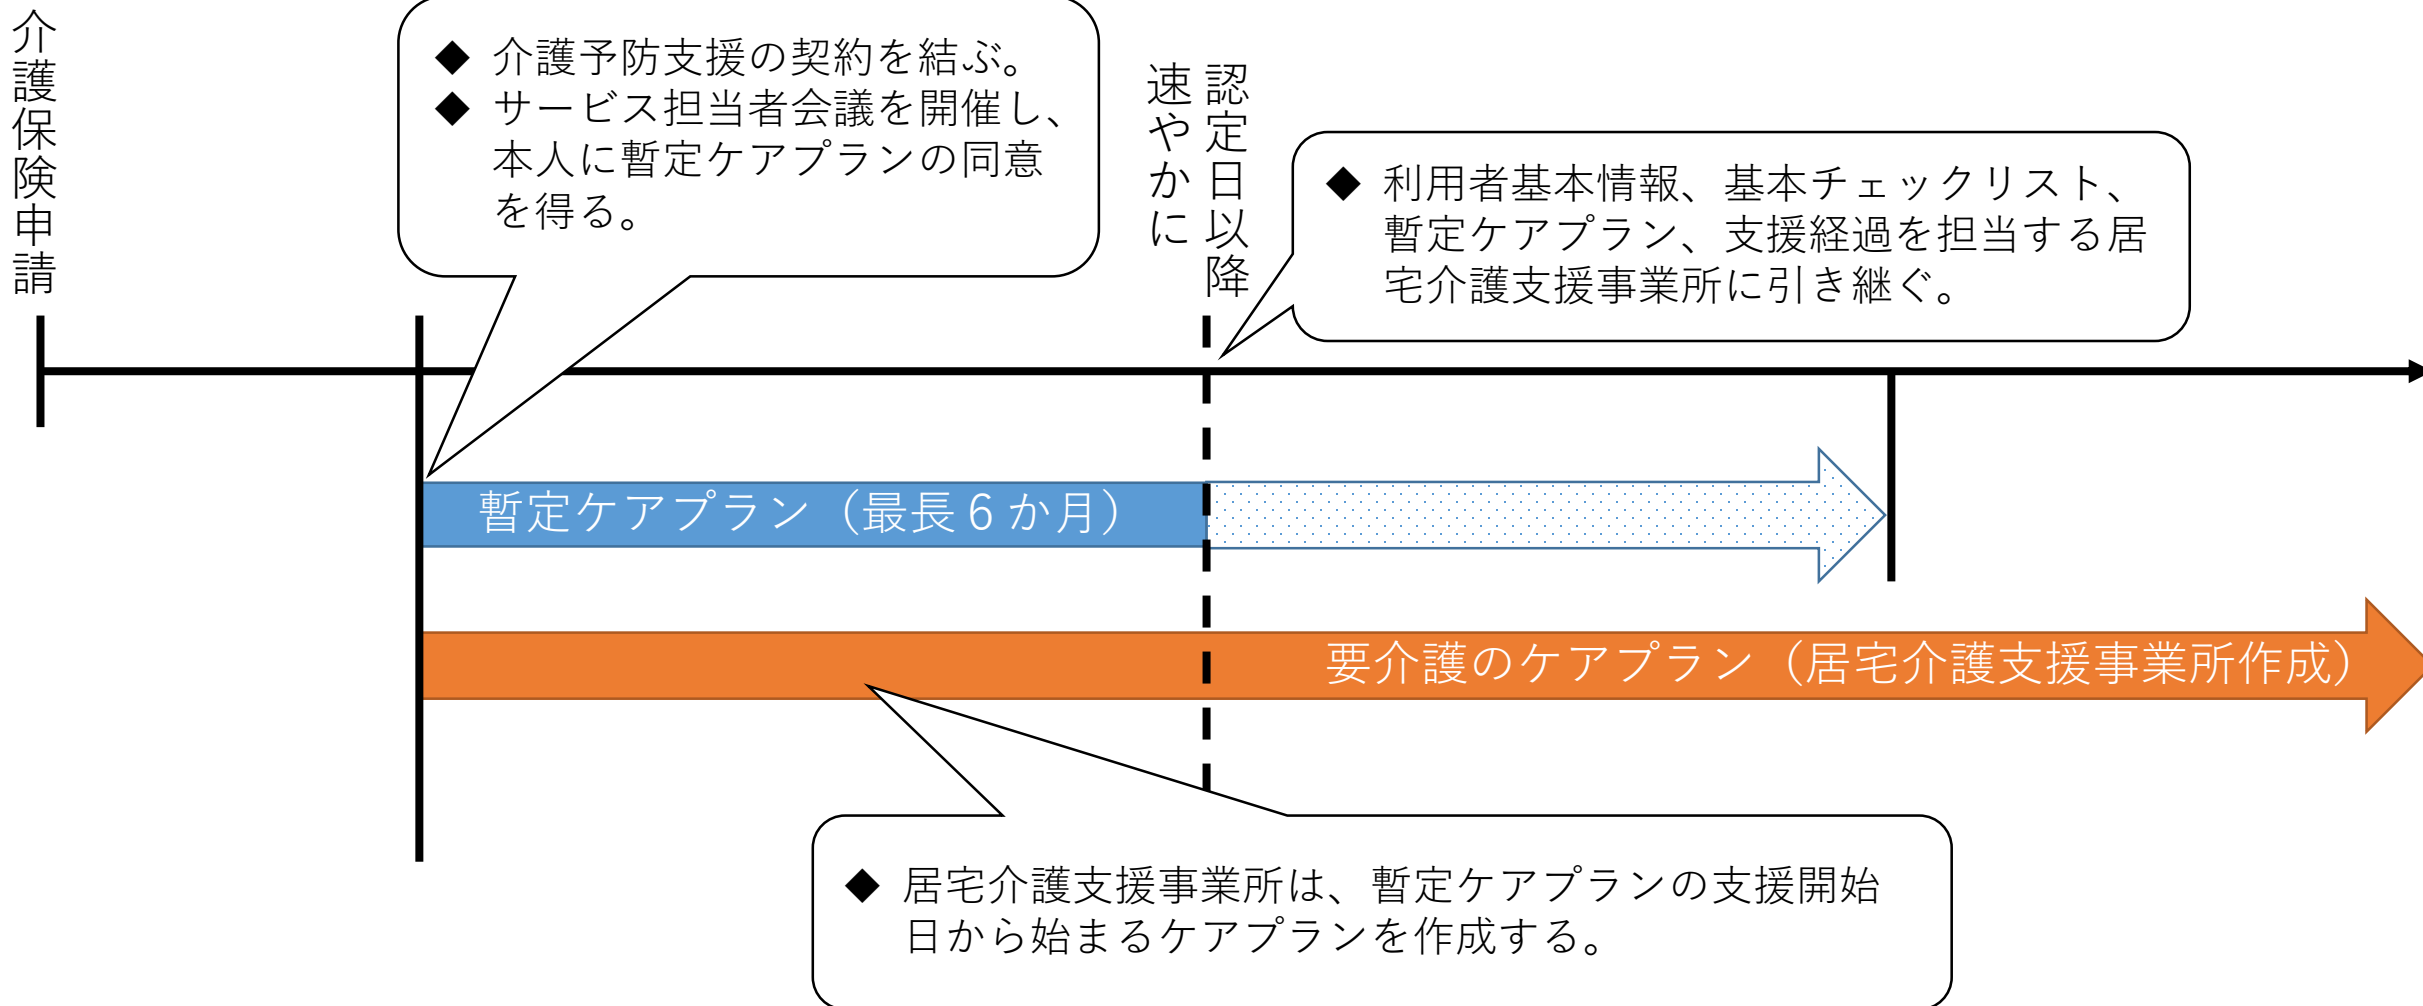 介護保険申請
◆ 介護予防支援の契約を結ぶ。
◆ サービス担当者会議を開催し、
本人に暫定ケアプランの同意
を得る。
認定日以降
速やかに
◆ 利用者基本情報、基本チェックリスト、
暫定ケアプラン、支援経過を担当する居
宅介護支援事業所に引き継ぐ。
暫定ケアプラン（最長６か月）
要介護のケアプラン（居宅介護支援事業所作成）
◆ 居宅介護支援事業所は、暫定ケアプランの支援開始
日から始まるケアプランを作成する。